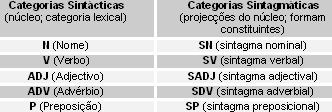 Categorias Sintácticas
(núcleo; categoria lexical)
Categorias Sintagmáticas
(projecções do núcleo; formam
constituintes)
N (Nome)
SN (sintagma nominal)
V (Verbo)
SV (sintagma verbal)
ADJ (Adjectivo)
SADJ (sintagma adjectival)
ADV (Advérbio)
SDV (sintagma adverbial)
P (Preposição)
SP (sintagma preposicional)